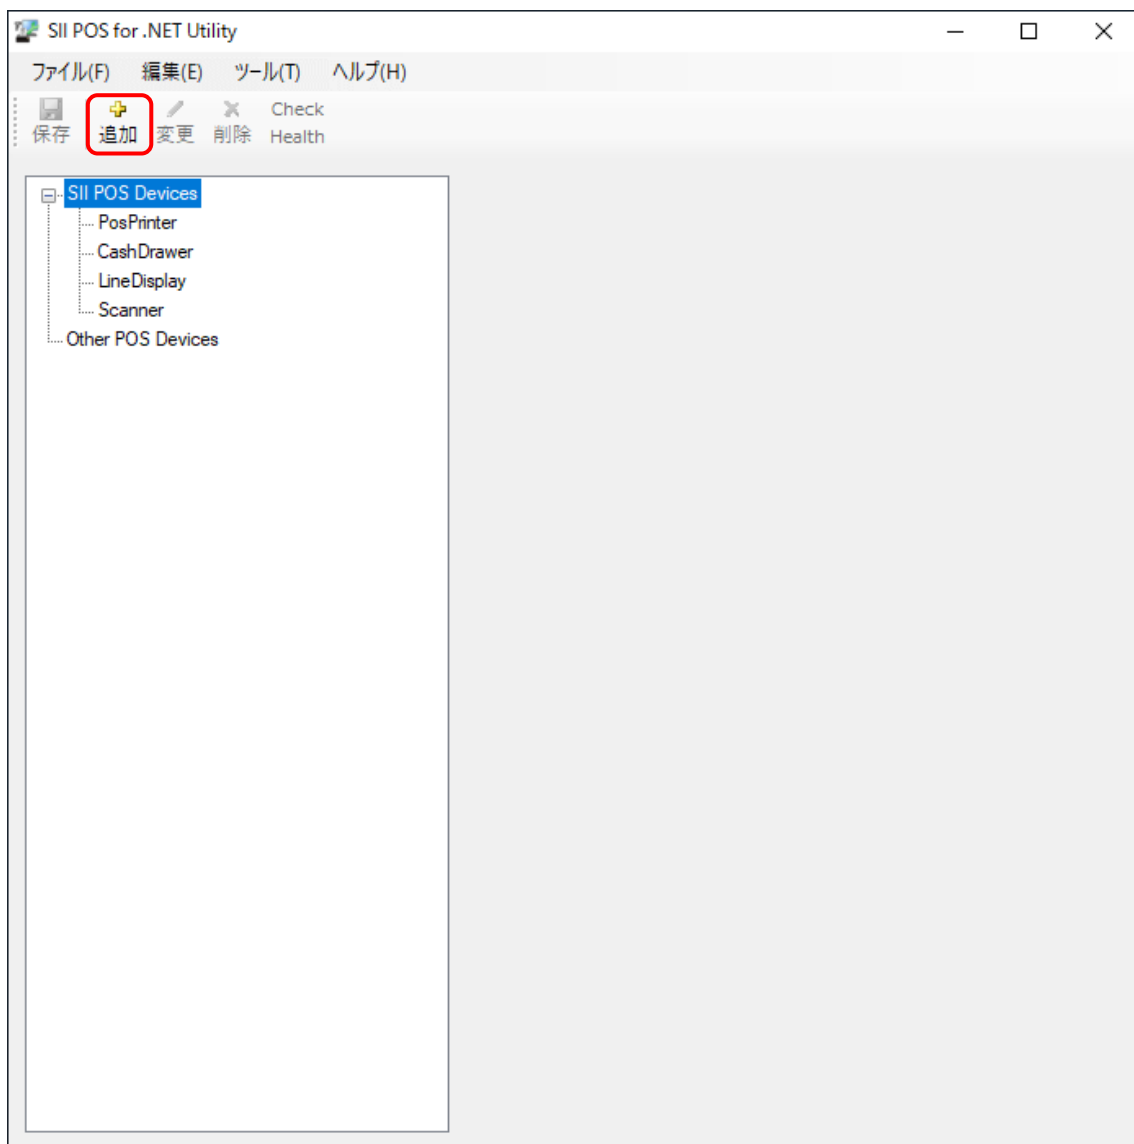 SII POS for .NET Utility
ファイル(F) 編集(E) ツール(T) ヘルプ(H)
保存 追加 変更 削除 Check Health
SII POS Devices
PosPrinter
CashDrawer
LineDisplay
Scanner
Other POS Devices